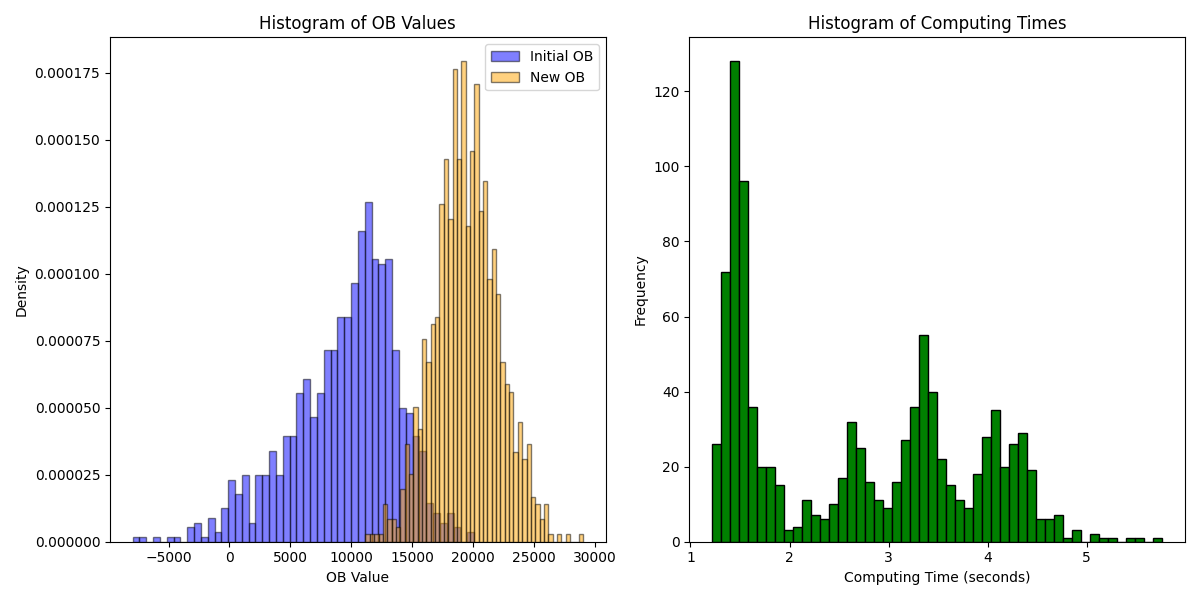 Histogram of OB Values
Initial OB
New OB
0.000175
0.000150
0.000125
0.000100
0.000075
0.000050
0.000025
0.000000
Density
−5000 0 5000 10000 15000 20000 25000 30000
OB Value
Histogram of Computing Times
120
100
80
60
40
20
0
Frequency
1 2 3 4 5
Computing Time (seconds)